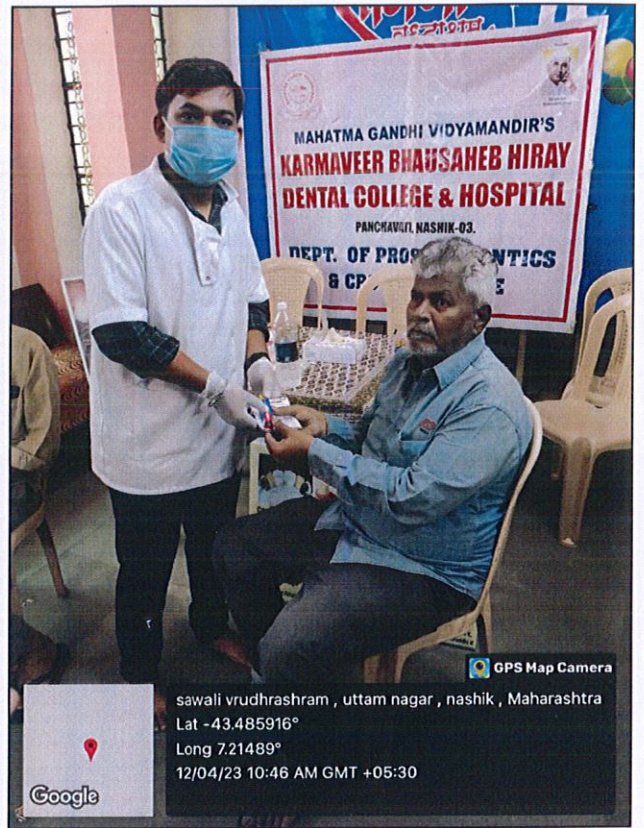 वृध्दाश्रम
MAHATMA GANDHI VIDYAMANDIR'S
KARMAVEER BHAUSAHEB HIRAY
DENTAL COLLEGE & HOSPITAL
PANCHAVATI, NASHIK-03.
DEPT. OF
NTICS
&
GPS Map Camera
sawali vrudhrashram , uttam nagar , nashik , Maharashtra
Lat -43.485916°
Long 7.21489°
12/04/23 10:46 AM GMT +05:30
Google